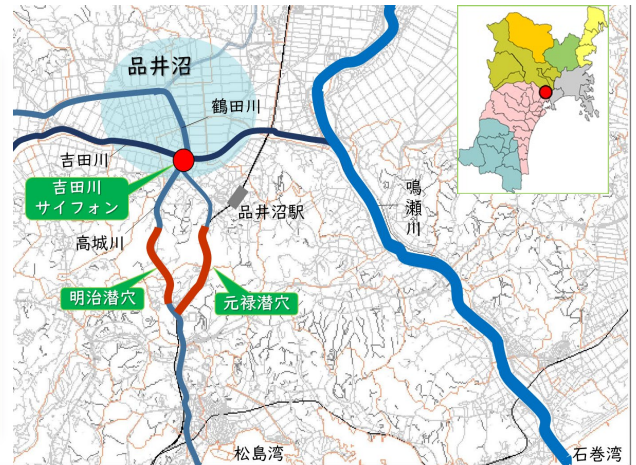 品井沼
鶴田川
吉田川
吉田川
サイフォン
品井沼駅
鳴瀬川
高城川
明治潜穴
元禄潜穴
松島湾
石巻湾